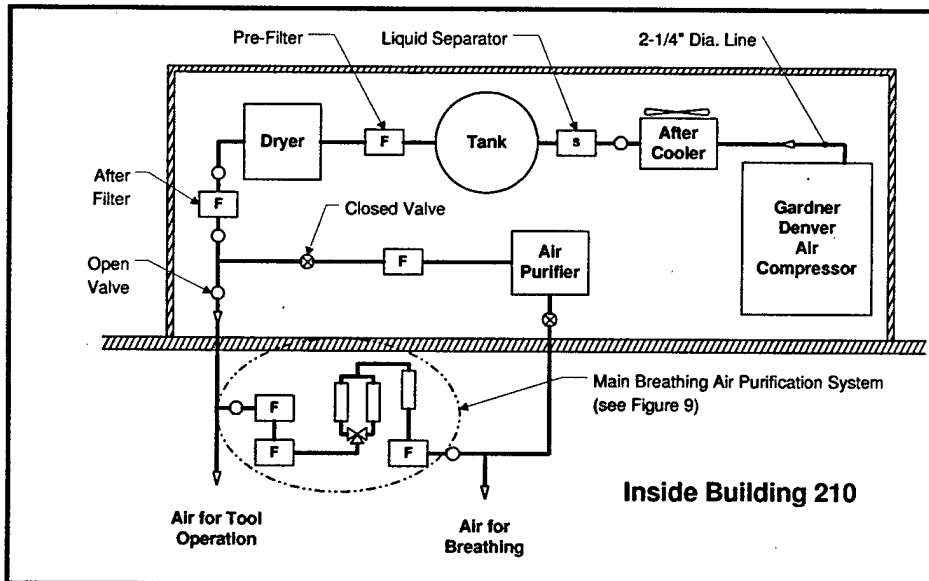 Pre-Filter
Liquid Separator
2-1/4" Dia. Line
Dryer
F
Tank
s
After
Cooler
After
Filter
F
Gardner
Denver
Air
Compressor
Closed Valve
F
Air
Purifier
Open
Valve
Main Breathing Air Purification System
(see Figure 9)
F
F
F
Inside Building 210
Air for Tool
Operation
Air for
Breathing